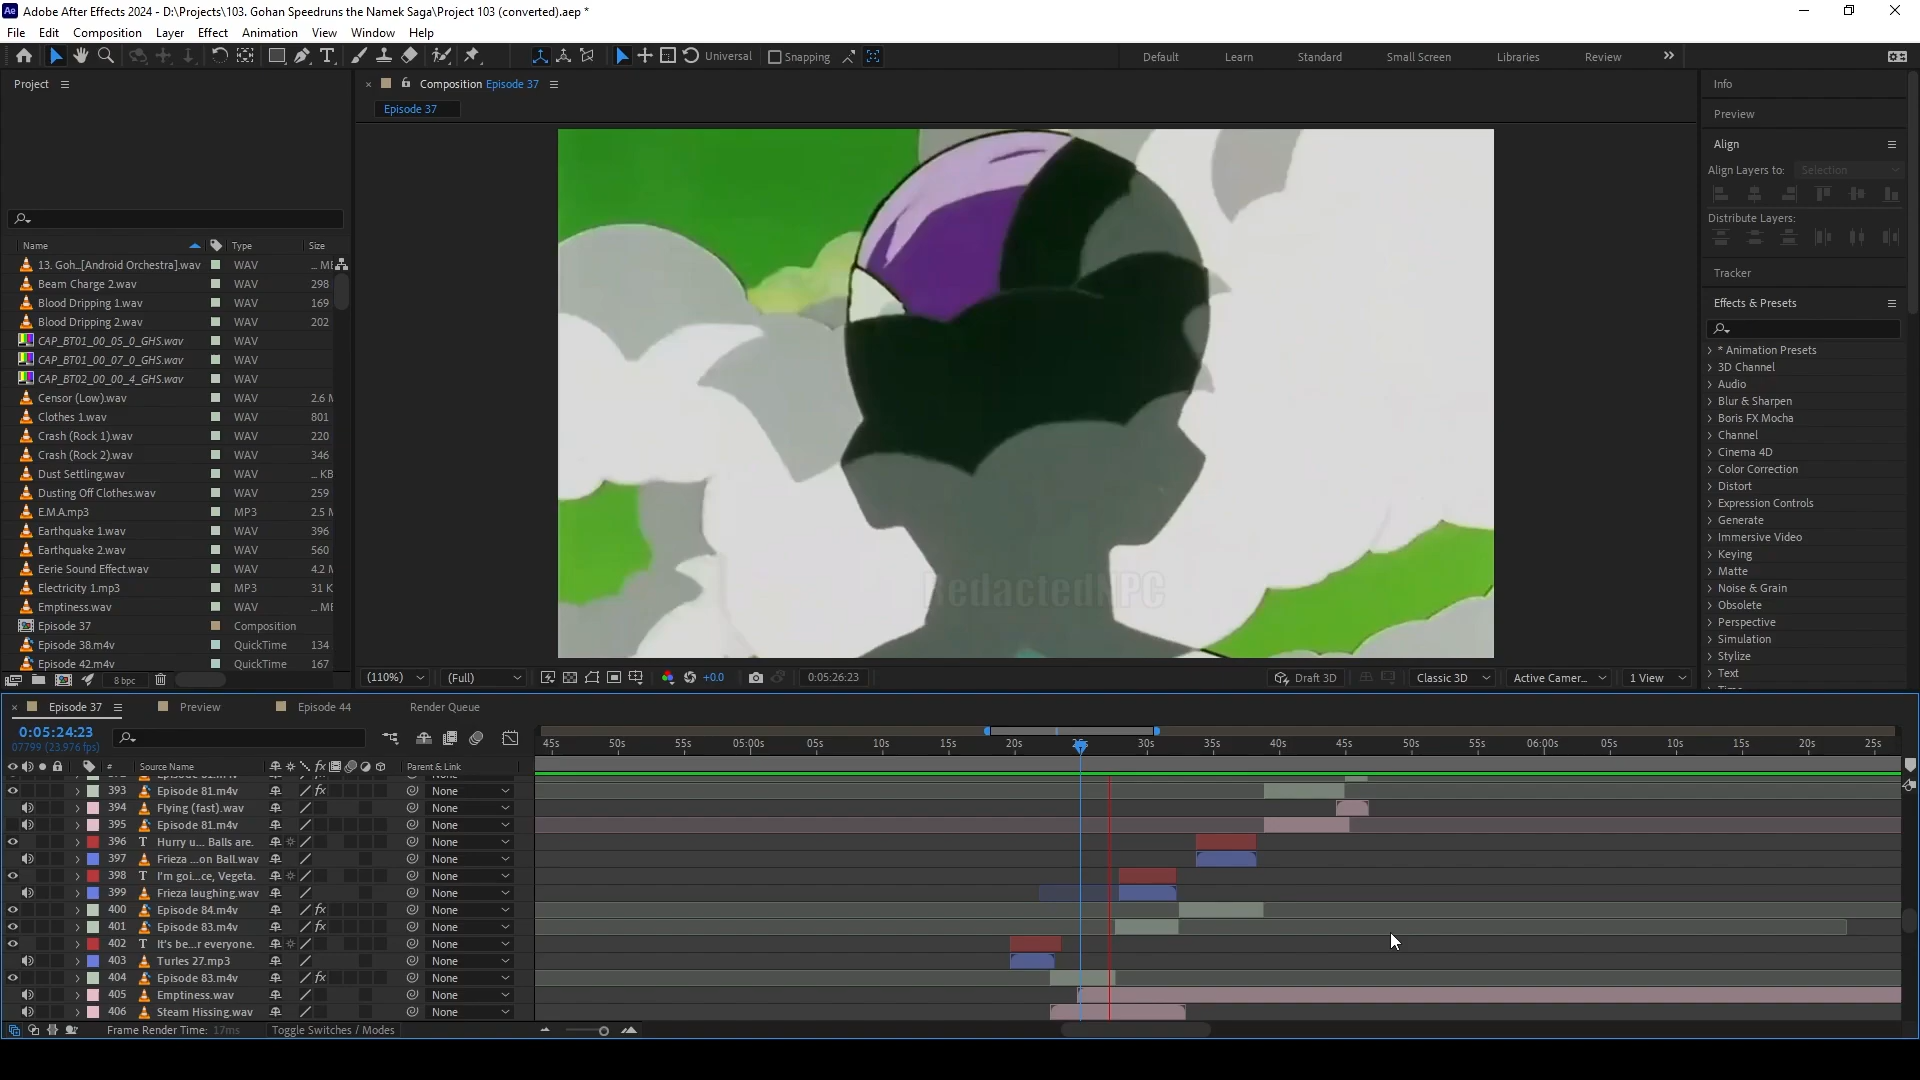 Adobe After Effects 2024 - D:\Projects\103. Gohan Speedruns the Namek Saga\Project 103 (converted).aep *
File Edit Composition Layer Effect Animation View Window Help
Universal Snapping Default Learn Standard Small Screen Libraries Review
Project
Composition Episode 37
Episode 37
Name Type Size
13. Goh...[Android Orchestra].wav WAV
Beam Charge 2.wav WAV 298
Blood Dripping 1.wav WAV 169
Blood Dripping 2.wav WAV 202
CAP_BT01_00_05_0_GHS.wav WAV
CAP_BT01_00_07_0_GHS.wav WAV
CAP_BT02_00_00_4_GHS.wav WAV
Censor (Low).wav WAV 2.6 M
Clothes 1.wav WAV 801
Crash (Rock 1).wav WAV 220
Crash (Rock 2).wav WAV 346
Dust Settling.wav WAV ... KB
Dusting Off Clothes.wav WAV 259
E.M.A.mp3 MP3 2.5 M
Earthquake 1.wav WAV 396
Earthquake 2.wav WAV 560
Eerie Sound Effect.wav WAV 4.2 M
Electricity 1.mp3 MP3 31 K
Emptiness.wav WAV
Episode 37 Composition
Episode 38.m4v QuickTime 134
Episode 42.m4v QuickTime 167
8 bpc
RedactedNPC
(110%) (Full) +0.0 0:05:26:23 Draft 3D Classic 3D Active Camer... 1 View
Info
Preview
Align
Align Layers to: Selection
Distribute Layers:
Tracker
Effects & Presets
* Animation Presets
3D Channel
Audio
Blur & Sharpen
Boris FX Mocha
Channel
Cinema 4D
Color Correction
Distort
Expression Controls
Generate
Immersive Video
Keying
Matte
Noise & Grain
Obsolete
Perspective
Simulation
Stylize
Text
Episode 37 Preview Episode 44 Render Queue
0:05:24:23
07799 (23.976 fps)
45s 50s 55s 05:00s 05s 10s 15s 20s 25s 30s 35s 40s 45s 50s 55s 06:00s 05s 10s 15s 20s 25s
# Source Name Parent & Link
393 Episode 81.m4v None
394 Flying (fast).wav None
395 Episode 81.m4v None
396 Hurry u... Balls are. None
397 Frieza ...on Ball.wav None
398 I'm goi...ce, Vegeta. None
399 Frieza laughing.wav None
400 Episode 84.m4v None
401 Episode 83.m4v None
402 It's be...r everyone. None
403 Turles 27.mp3 None
404 Episode 83.m4v None
405 Emptiness.wav None
406 Steam Hissing.wav None
Frame Render Time: 17ms Toggle Switches / Modes